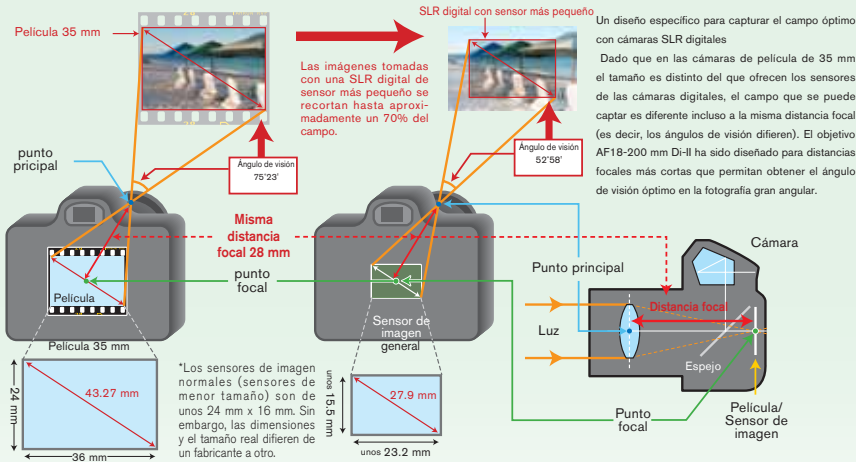 Película 35 mm
SLR digital con sensor más pequeño
Las imágenes tomadas
con una SLR digital de
sensor más pequeño se
recortan hasta aproxi-
madamente un 70% del
campo.
Un diseño específico para capturar el campo óptimo
con cámaras SLR digitales
Dado que en las cámaras de película de 35 mm
el tamaño es distinto del que ofrecen los sensores
de las cámaras digitales, el campo que se puede
captar es diferente incluso a la misma distancia focal
(es decir, los ángulos de visión difieren). El objetivo
AF18-200 mm Di-II ha sido diseñado para distancias
focales más cortas que permitan obtener el ángulo
de visión óptimo en la fotografía gran angular.
punto
pricipal
Ángulo de visión
75°23'
Ángulo de visión
52°58'
Misma
distancia
focal 28 mm
punto
focal
Película
Película 35 mm
Sensor de
imagen
general
Cámara
Punto principal
Distancia focal
Luz
Espejo
Punto
focal
Película/
Sensor de
imagen
24 mm
43.27 mm
36 mm
*Los sensores de imagen
normales (sensores de
menor tamaño) son de
unos 24 mm x 16 mm. Sin
embargo, las dimensiones
y el tamaño real difieren de
un fabricante a otro.
unos 15.5 mm
27.9 mm
unos 23.2 mm